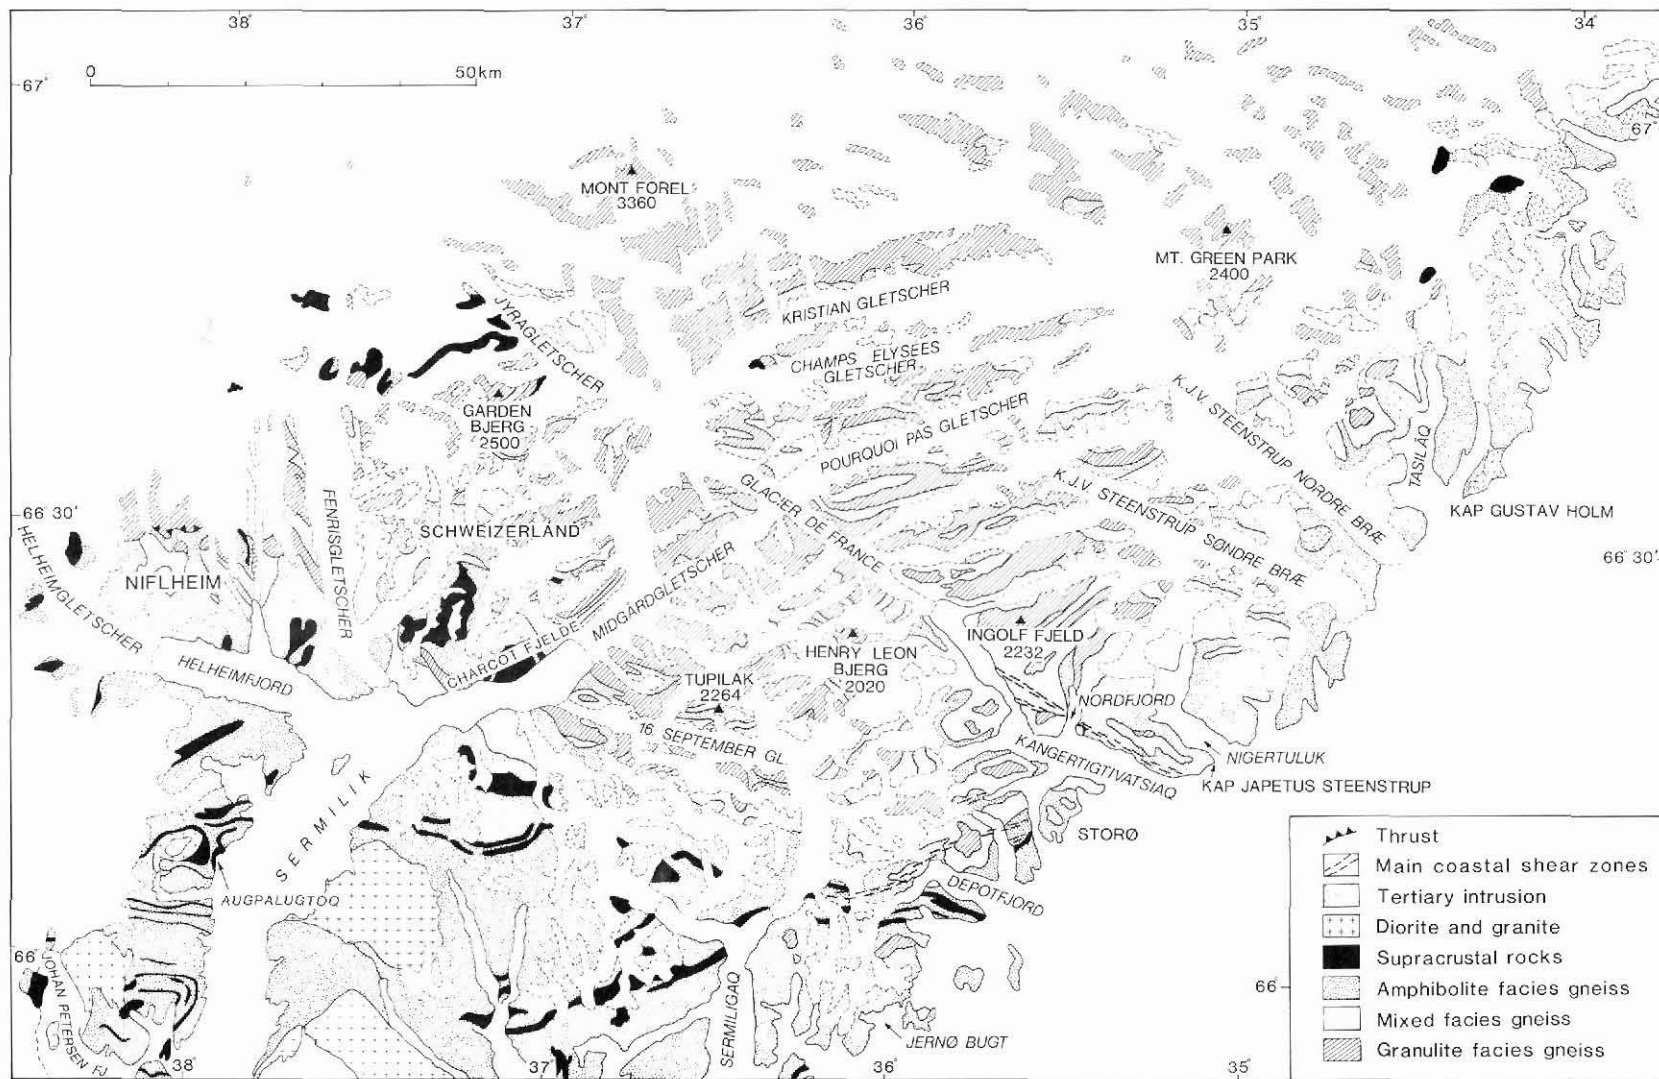 38°
37°
36°
35°
34°
0
50km
67°
67°
MONT FOREL
3360
MT. GREEN PARK
2400
KRISTIAN GLETSCHER
JYRAGLETSCHER
CHAMPS ELYSEES
GLETSCHER
GARDEN
BJERG
2500
POURQUOI PAS GLETSCHER
K.J.V. STEENSTRUP NORDRE BRÆ
TASILÂQ
GLACIER DE FRANCE
K.J.V. STEENSTRUP SØNDRE BRÆ
KAP GUSTAV HOLM
66 30'
66° 30'
FENRISGLETSCHER
SCHWEIZERLAND
HELHEIMGLETSCHER
NIFLHEIM
MIDGARDGLETSCHER
CHARCOT FJELDE
HELHEIMFJORD
INGOLF FJELD
2232
HENRY LEON
BJERG
2020
TUPILAK
2264
NORDFJORD
16 SEPTEMBER GL
KANGERTIGTIVATSIAQ
NIGERTULUK
KAP JAPETUS STEENSTRUP
SERMILIK
STORØ
DEPOTFJORD
AUGPALUGTOQ
66°
66°
JOHAN PETERSEN FJ
SERMILIGAQ
JERNØ BUGT
38°
37°
36°
35°
Thrust
Main coastal shear zones
Tertiary intrusion
Diorite and granite
Supracrustal rocks
Amphibolite facies gneiss
Mixed facies gneiss
Granulite facies gneiss